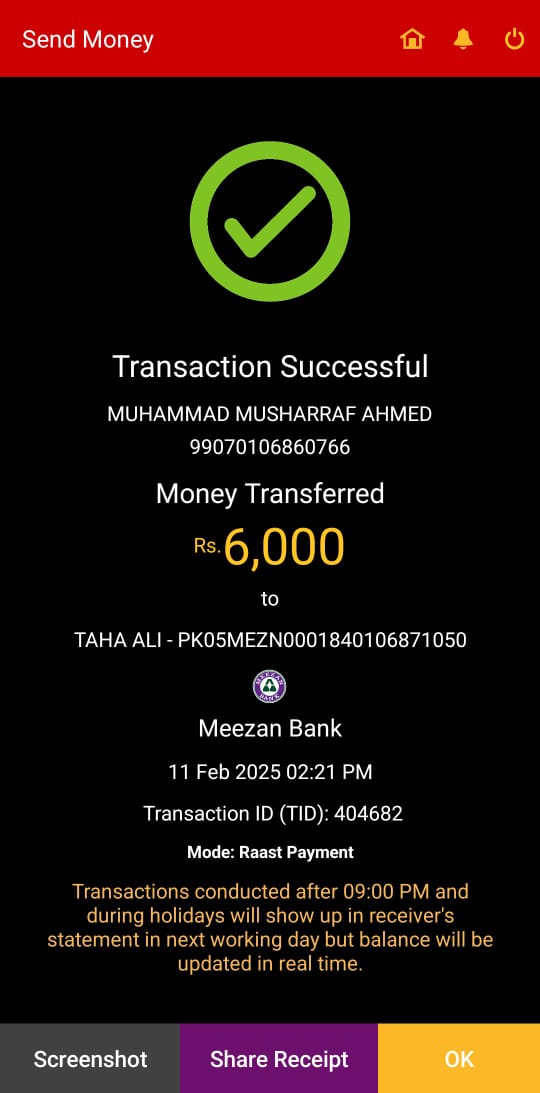 Send Money
Transaction Successful
MUHAMMAD MUSHARRAF AHMED
99070106860766
Money Transferred
Rs.6,000
to
TAHA ALI - PK05MEZN0001840106871050
MEEZAN BANK
Meezan Bank
11 Feb 2025 02:21 PM
Transaction ID (TID): 404682
Mode: Raast Payment
Transactions conducted after 09:00 PM and
during holidays will show up in receiver's
statement in next working day but balance will be
updated in real time.
Screenshot
Share Receipt
OK